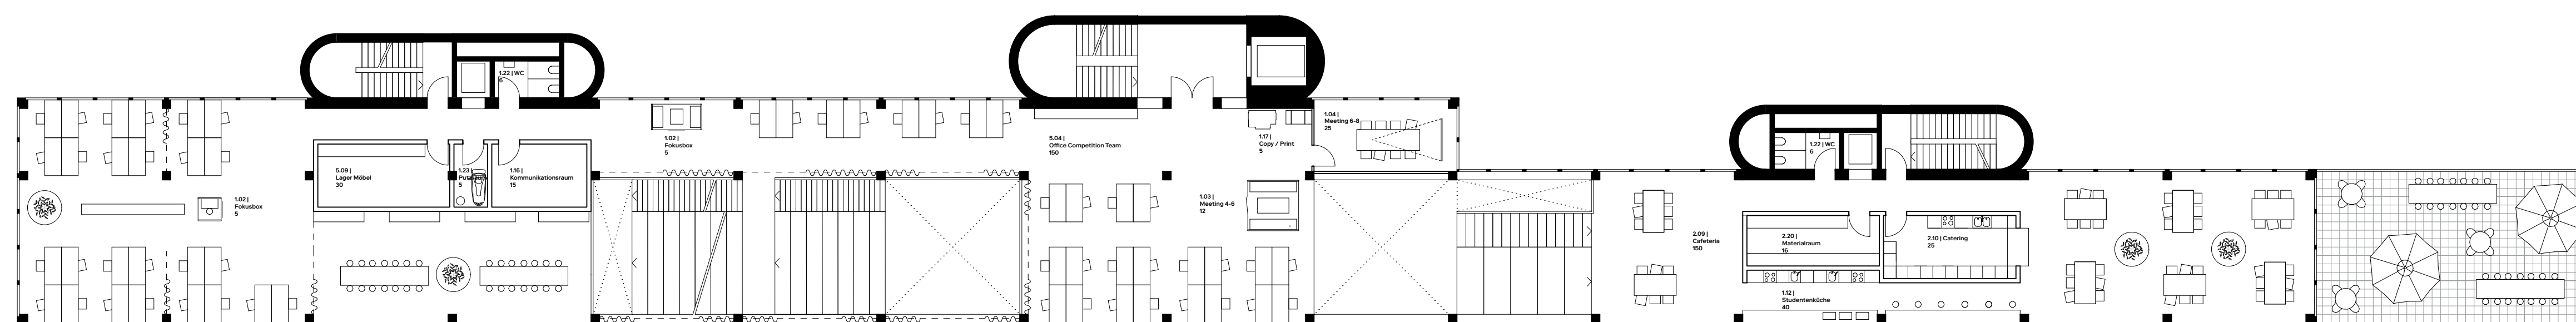 1.22 | WC
6
1.02 |
Fokusbox
5
5.09 |
Lager Möbel
30
1.23 |
5
1.16 |
Kommunikationsraum
15
1.02 |
Fokusbox
5
5.04 |
Office Competition Team
150
1.17 |
Copy / Print
5
1.04 |
Meeting 6-8
25
1.03 |
Meeting 4-6
12
2.09 |
Cafeteria
150
1.22 | WC
6
2.20 |
Materialraum
16
2.10 | Catering
25
1.12 |
Studentenküche
40